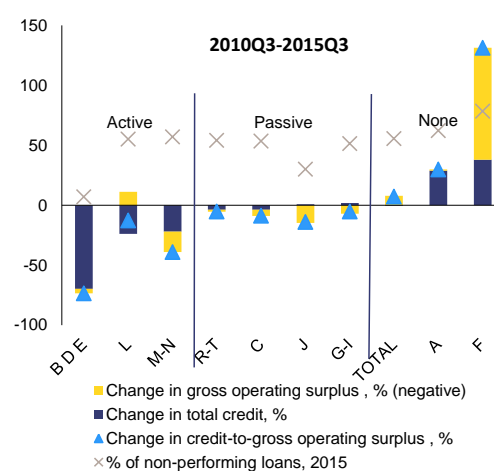 2010Q3-2015Q3
150
100
50
0
-50
-100
Active
Passive
None
B D E
L
M-N
R-T
C
J
G-I
TOTAL
A
F
Change in gross operating surplus , % (negative)
Change in total credit, %
Change in credit-to-gross operating surplus , %
% of non-performing loans, 2015